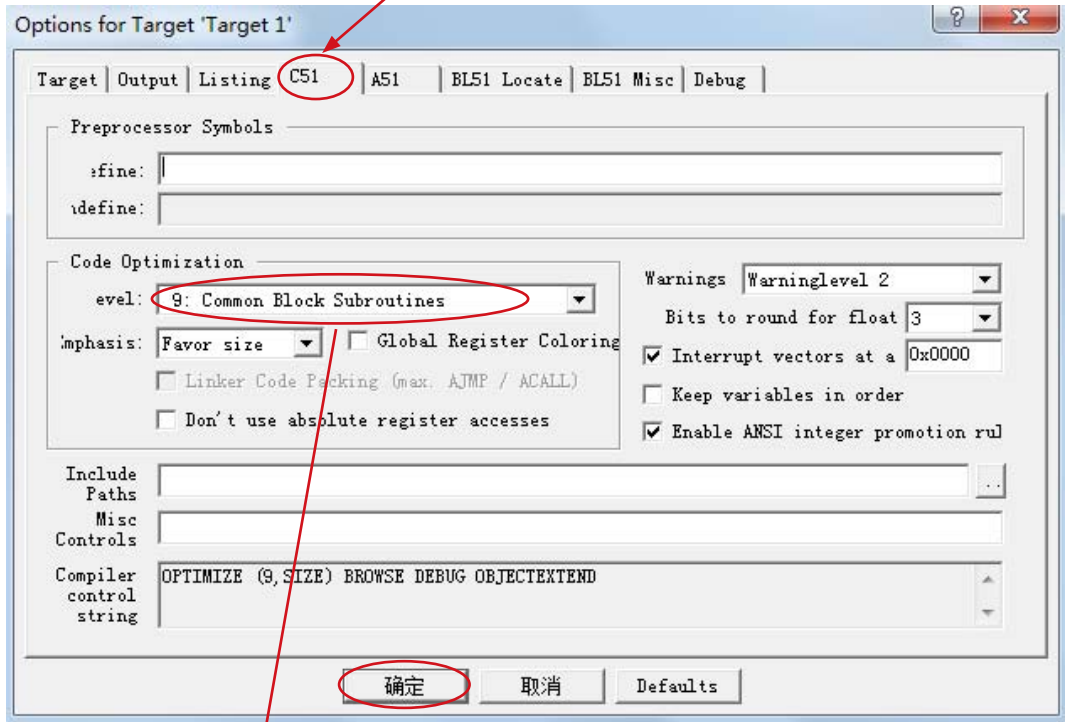 Options for Target 'Target 1'
Target Output Listing C51 A51 BL51 Locate BL51 Misc Debug
Preprocessor Symbols
efine:
define:
Code Optimization
evel: 9: Common Block Subroutines
mphasis: Favor size Global Register Coloring
Linker Code Packing (max. AJMP / ACALL)
Don't use absolute register accesses
Warnings Warninglevel 2
Bits to round for float 3
Interrupt vectors at a 0x0000
Keep variables in order
Enable ANSI integer promotion rul
Include
Paths
..
Misc
Controls
Compiler
control
string
OPTIMIZE (9,SIZE) BROWSE DEBUG OBJECTEXTEND
确定 取消 Defaults